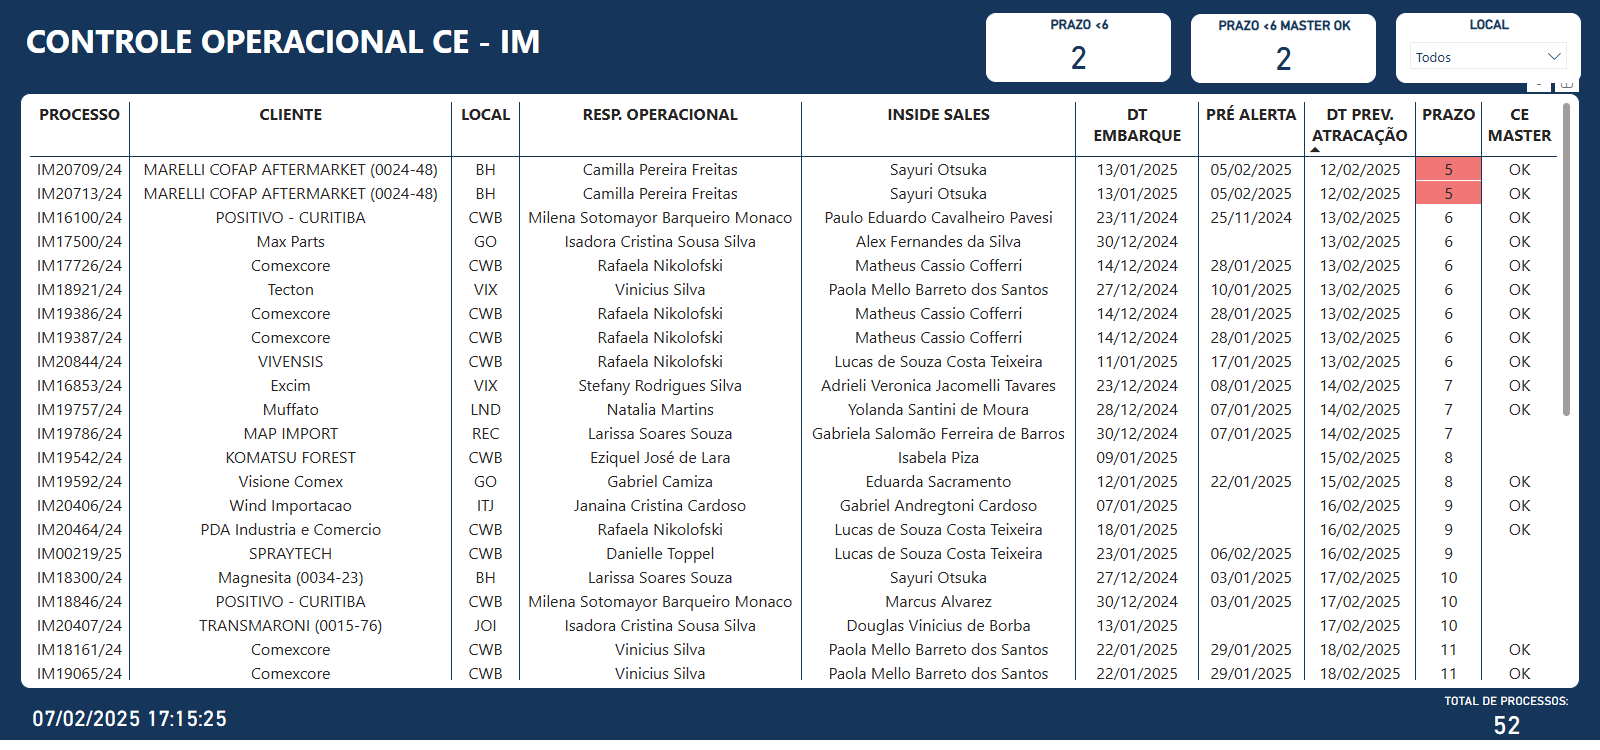 CONTROLE OPERACIONAL CE - IM
PRAZO <6
2
PRAZO <6 MASTER OK
2
LOCAL
Todos
PROCESSO CLIENTE LOCAL RESP. OPERACIONAL INSIDE SALES DT EMBARQUE PRÉ ALERTA DT PREV. ATRACAÇÃO PRAZO CE MASTER
IM20709/24 MARELLI COFAP AFTERMARKET (0024-48) BH Camilla Pereira Freitas Sayuri Otsuka 13/01/2025 05/02/2025 12/02/2025 5 OK
IM20713/24 MARELLI COFAP AFTERMARKET (0024-48) BH Camilla Pereira Freitas Sayuri Otsuka 13/01/2025 05/02/2025 12/02/2025 5 OK
IM16100/24 POSITIVO - CURITIBA CWB Milena Sotomayor Barqueiro Monaco Paulo Eduardo Cavalheiro Pavesi 23/11/2024 25/11/2024 13/02/2025 6 OK
IM17500/24 Max Parts GO Isadora Cristina Sousa Silva Alex Fernandes da Silva 30/12/2024 13/02/2025 6 OK
IM17726/24 Comexcore CWB Rafaela Nikolofski Matheus Cassio Cofferri 14/12/2024 28/01/2025 13/02/2025 6 OK
IM18921/24 Tecton VIX Vinicius Silva Paola Mello Barreto dos Santos 27/12/2024 10/01/2025 13/02/2025 6 OK
IM19386/24 Comexcore CWB Rafaela Nikolofski Matheus Cassio Cofferri 14/12/2024 28/01/2025 13/02/2025 6 OK
IM19387/24 Comexcore CWB Rafaela Nikolofski Matheus Cassio Cofferri 14/12/2024 28/01/2025 13/02/2025 6 OK
IM20844/24 VIVENSIS CWB Rafaela Nikolofski Lucas de Souza Costa Teixeira 11/01/2025 17/01/2025 13/02/2025 6 OK
IM16853/24 Excim VIX Stefany Rodrigues Silva Adrieli Veronica Jacomelli Tavares 23/12/2024 08/01/2025 14/02/2025 7 OK
IM19757/24 Muffato LND Natalia Martins Yolanda Santini de Moura 28/12/2024 07/01/2025 14/02/2025 7 OK
IM19786/24 MAP IMPORT REC Larissa Soares Souza Gabriela Salomão Ferreira de Barros 30/12/2024 07/01/2025 14/02/2025 7
IM19542/24 KOMATSU FOREST CWB Eziquel José de Lara Isabela Piza 09/01/2025 15/02/2025 8
IM19592/24 Visione Comex GO Gabriel Camiza Eduarda Sacramento 12/01/2025 22/01/2025 15/02/2025 8 OK
IM20406/24 Wind Importacao ITJ Janaina Cristina Cardoso Gabriel Andregtoni Cardoso 07/01/2025 16/02/2025 9 OK
IM20464/24 PDA Industria e Comercio CWB Rafaela Nikolofski Lucas de Souza Costa Teixeira 18/01/2025 16/02/2025 9 OK
IM00219/25 SPRAYTECH CWB Danielle Toppel Lucas de Souza Costa Teixeira 23/01/2025 06/02/2025 16/02/2025 9
IM18300/24 Magnesita (0034-23) BH Larissa Soares Souza Sayuri Otsuka 27/12/2024 03/01/2025 17/02/2025 10
IM18846/24 POSITIVO - CURITIBA CWB Milena Sotomayor Barqueiro Monaco Marcus Alvarez 30/12/2024 03/01/2025 17/02/2025 10
IM20407/24 TRANSMARONI (0015-76) JOI Isadora Cristina Sousa Silva Douglas Vinicius de Borba 13/01/2025 17/02/2025 10
IM18161/24 Comexcore CWB Vinicius Silva Paola Mello Barreto dos Santos 22/01/2025 29/01/2025 18/02/2025 11 OK
IM19065/24 Comexcore CWB Vinicius Silva Paola Mello Barreto dos Santos 22/01/2025 29/01/2025 18/02/2025 11 OK
07/02/2025 17:15:25
TOTAL DE PROCESSOS:
52